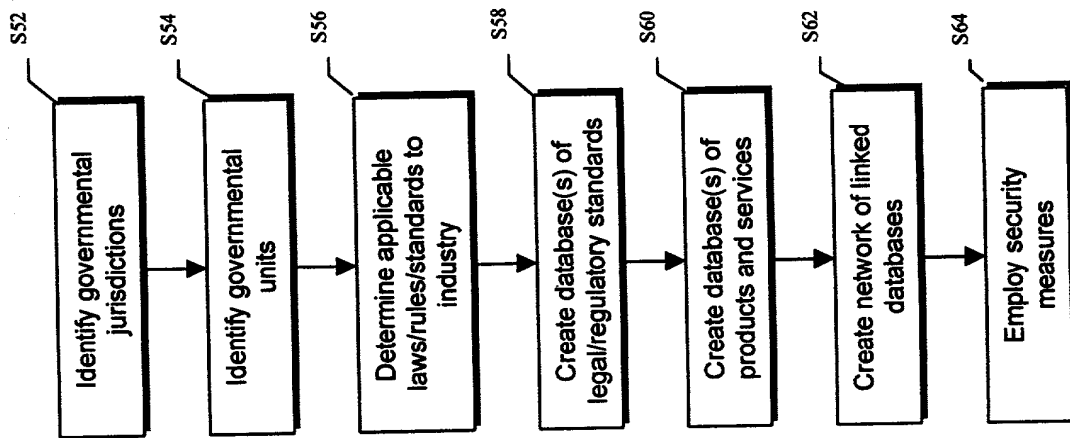 S52
Identify governmental
jurisdictions
S54
Identify governmental
units
S56
Determine applicable
laws/rules/standards to
industry
S58
Create database(s) of
legal/regulatory standards
S60
Create database(s) of
products and services
S62
Create network of linked
databases
S64
Employ security
measures